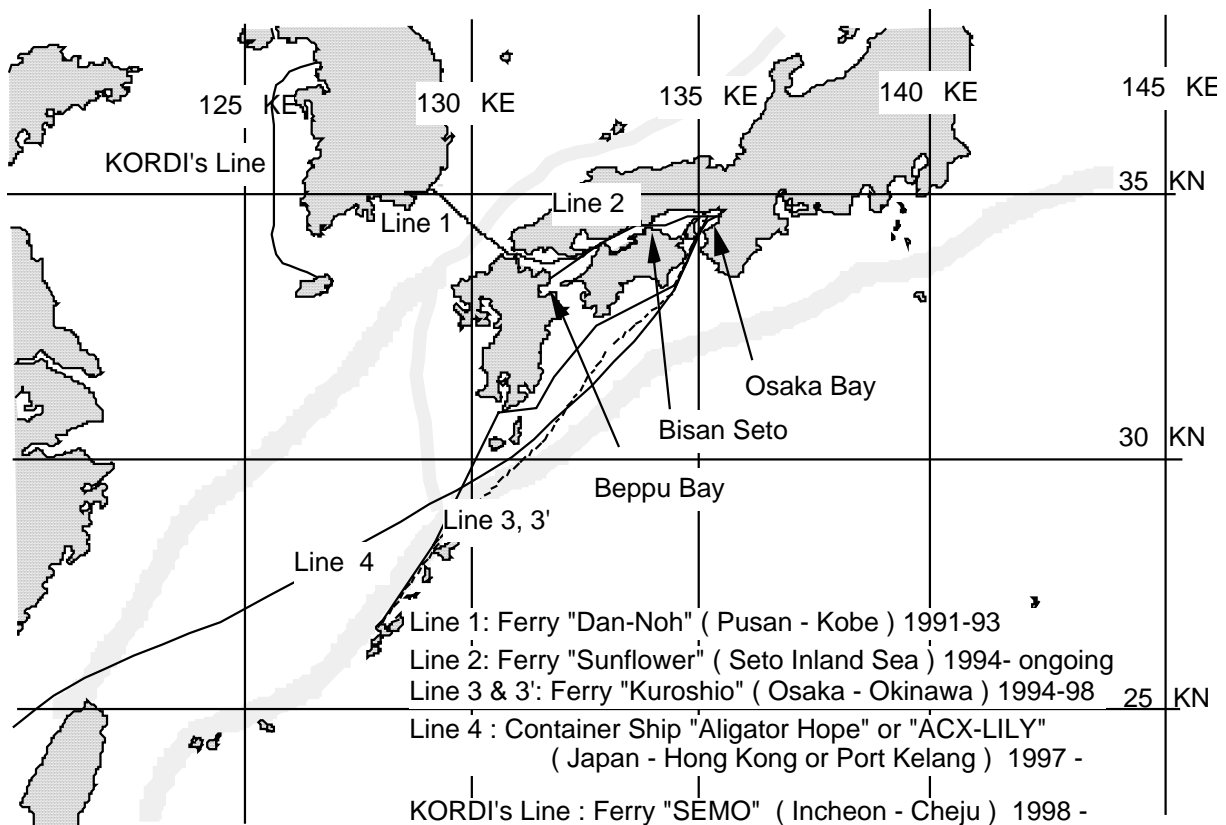 145 KE
125 KE
130 KE
135 KE
140 KE
KORDI's Line
35 KN
Line 1
Line 2
Osaka Bay
Bisan Seto
30 KN
Beppu Bay
Line 3, 3'
Line 4
Line 1: Ferry "Dan-Noh" ( Pusan - Kobe ) 1991-93
Line 2: Ferry "Sunflower" ( Seto Inland Sea ) 1994- ongoing
Line 3 & 3': Ferry "Kuroshio" ( Osaka - Okinawa ) 1994-98
25 KN
Line 4 : Container Ship "Aligator Hope" or "ACX-LILY"
( Japan - Hong Kong or Port Kelang ) 1997 -
KORDI's Line : Ferry "SEMO" ( Incheon - Cheju ) 1998 -